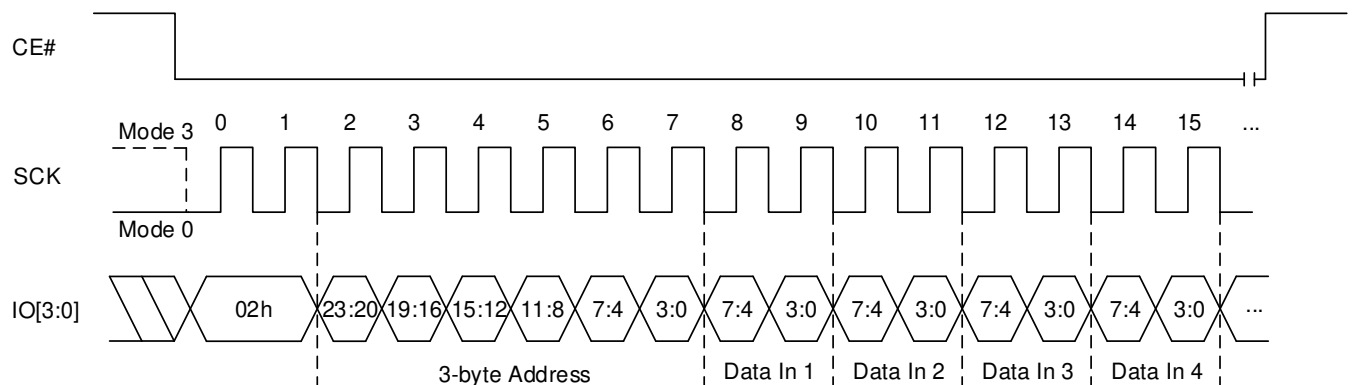 CE#
Mode 3 0 1 2 3 4 5 6 7 8 9 10 11 12 13 14 15 ...
SCK
Mode 0
IO[3:0] 02h 23:20 19:16 15:12 11:8 7:4 3:0 7:4 3:0 7:4 3:0 7:4 3:0 7:4 3:0 ...
3-byte Address Data In 1 Data In 2 Data In 3 Data In 4